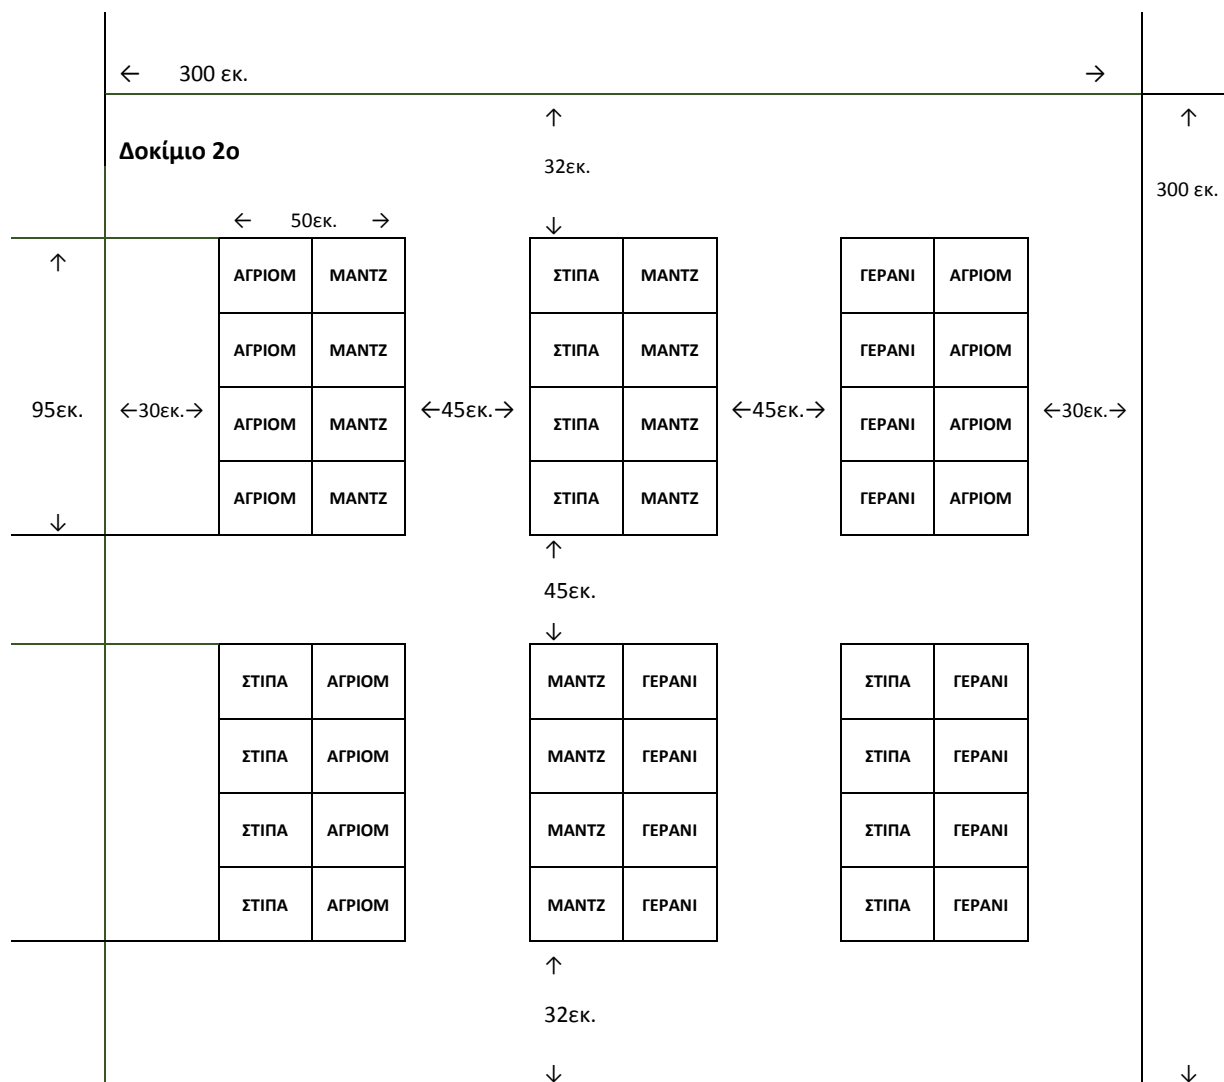 ← 300 εκ. →
↑ ↑
Δοκίμιο 2ο
32εκ.
300 εκ.
← 50εκ. → ↓
↑ ΑΓΡΙΟΜ ΜΑΝΤΖ ΣΤΙΠΑ ΜΑΝΤΖ ΓΕΡΑΝΙ ΑΓΡΙΟΜ
ΑΓΡΙΟΜ ΜΑΝΤΖ ΣΤΙΠΑ ΜΑΝΤΖ ΓΕΡΑΝΙ ΑΓΡΙΟΜ
95εκ. ←30εκ.→ ΑΓΡΙΟΜ ΜΑΝΤΖ ←45εκ.→ ΣΤΙΠΑ ΜΑΝΤΖ ←45εκ.→ ΓΕΡΑΝΙ ΑΓΡΙΟΜ ←30εκ.→
ΑΓΡΙΟΜ ΜΑΝΤΖ ΣΤΙΠΑ ΜΑΝΤΖ ΓΕΡΑΝΙ ΑΓΡΙΟΜ
↓
↑
45εκ.
↓
ΣΤΙΠΑ ΑΓΡΙΟΜ ΜΑΝΤΖ ΓΕΡΑΝΙ ΣΤΙΠΑ ΓΕΡΑΝΙ
ΣΤΙΠΑ ΑΓΡΙΟΜ ΜΑΝΤΖ ΓΕΡΑΝΙ ΣΤΙΠΑ ΓΕΡΑΝΙ
ΣΤΙΠΑ ΑΓΡΙΟΜ ΜΑΝΤΖ ΓΕΡΑΝΙ ΣΤΙΠΑ ΓΕΡΑΝΙ
ΣΤΙΠΑ ΑΓΡΙΟΜ ΜΑΝΤΖ ΓΕΡΑΝΙ ΣΤΙΠΑ ΓΕΡΑΝΙ
↑
32εκ.
↓ ↓